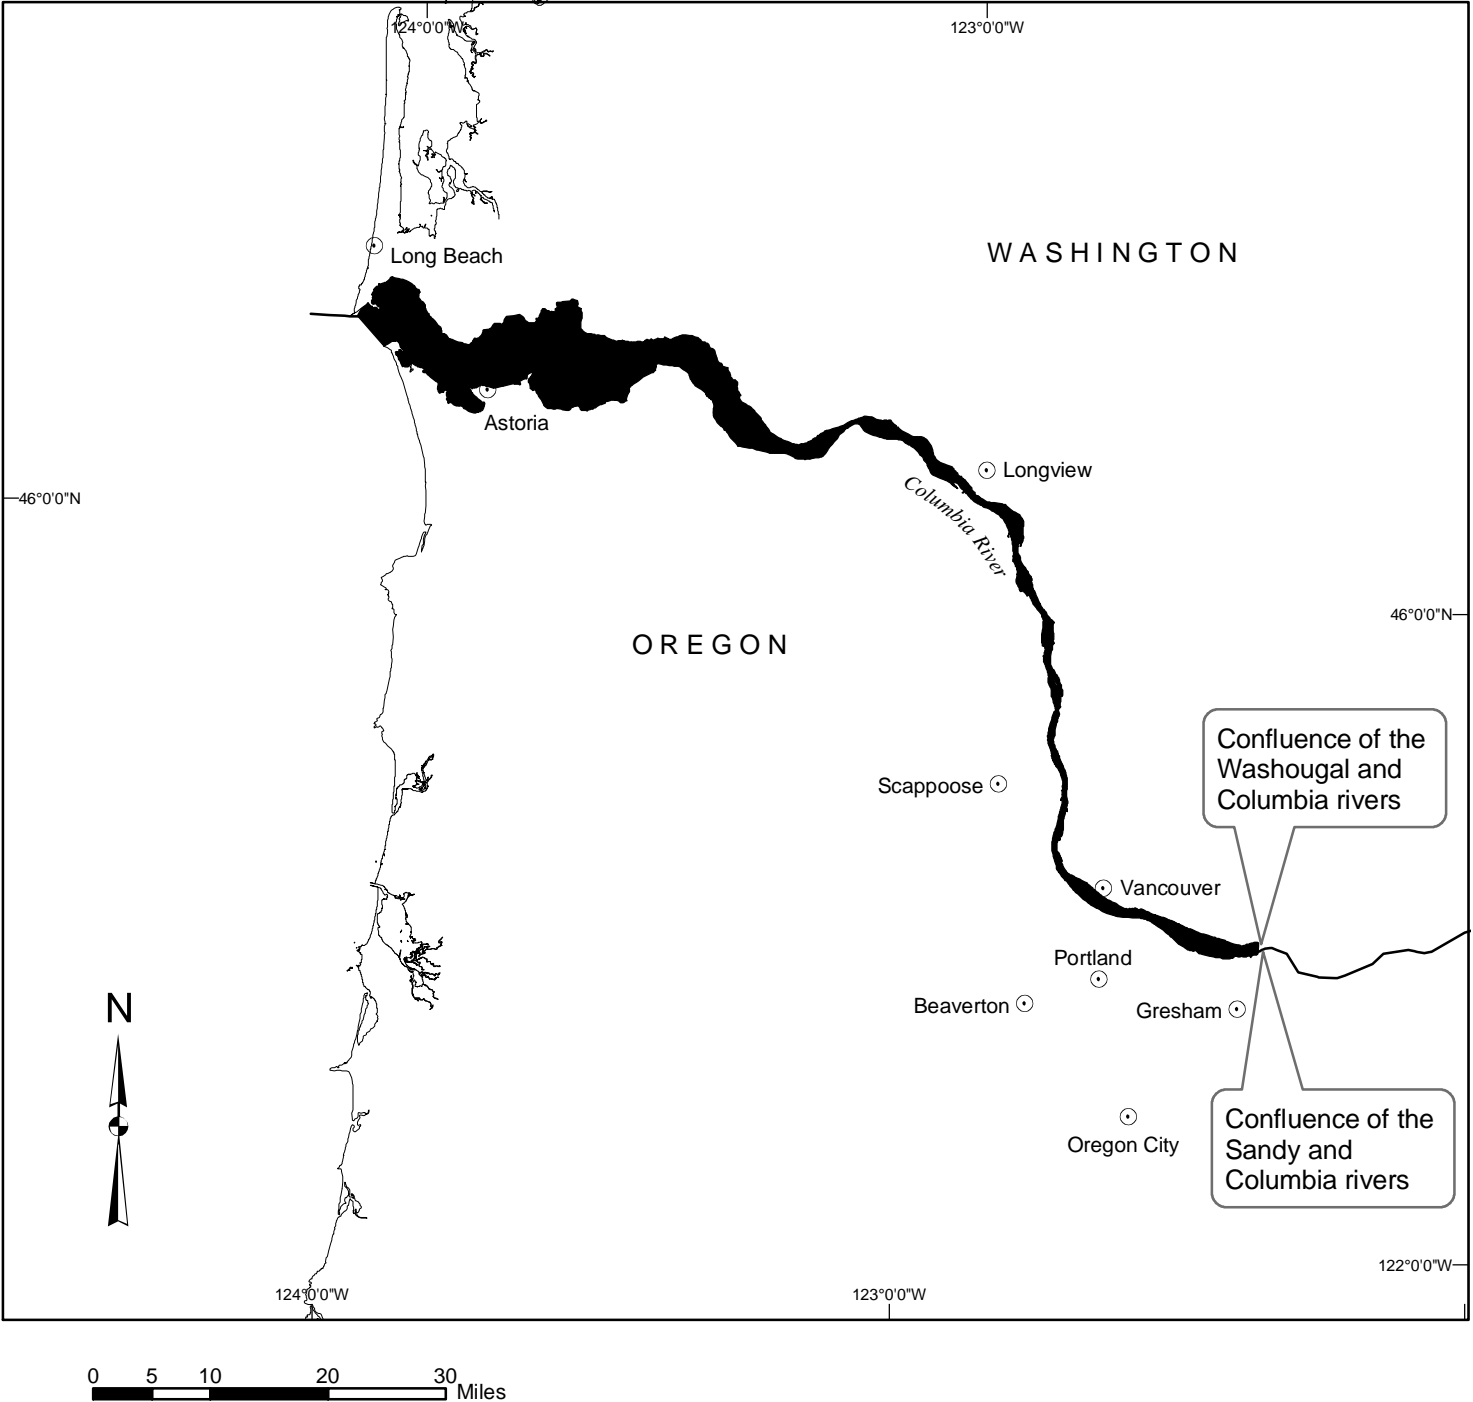 124°0'0"W
123°0'0"W
Long Beach
WASHINGTON
Astoria
Longview
Columbia River
46°0'0"N
46°0'0"N
OREGON
Confluence of the
Washougal and
Columbia rivers
Scappoose
Vancouver
Portland
Beaverton
Gresham
N
Oregon City
Confluence of the
Sandy and
Columbia rivers
122°0'0"W
124°0'0"W
123°0'0"W
0 5 10 20 30
Miles